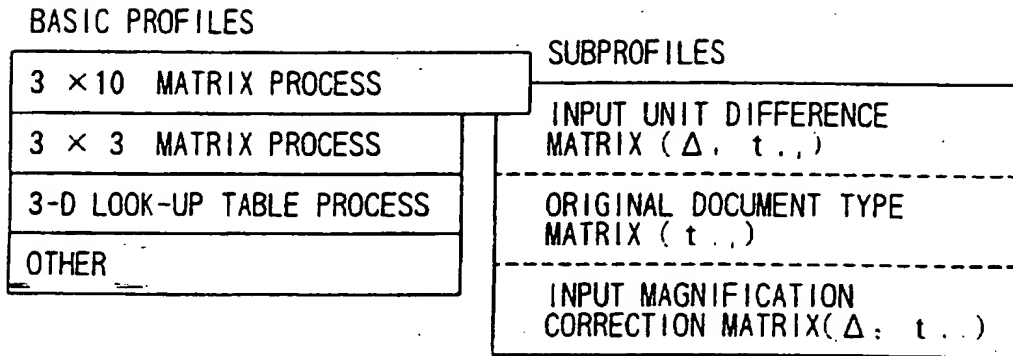 BASIC PROFILES
3 ×10 MATRIX PROCESS
3 × 3 MATRIX PROCESS
3-D LOOK-UP TABLE PROCESS
OTHER
SUBPROFILES
INPUT UNIT DIFFERENCE
MATRIX (Δ, t .,)
ORIGINAL DOCUMENT TYPE
MATRIX ( t .,)
INPUT MAGNIFICATION
CORRECTION MATRIX(Δ: t ..)